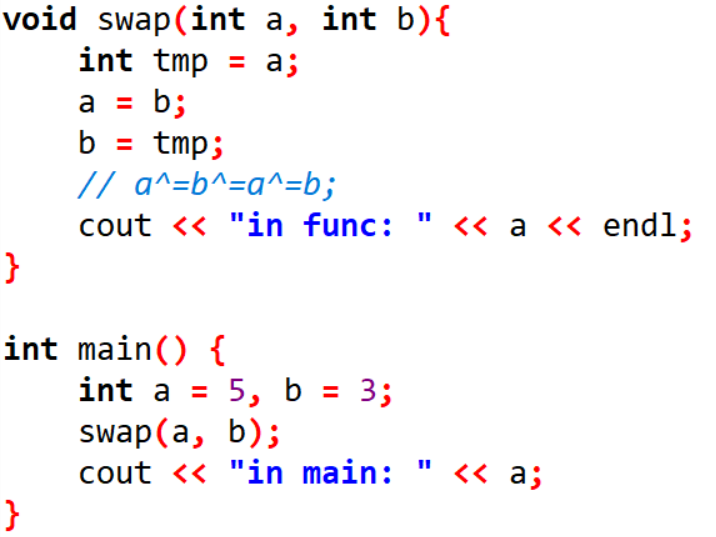 void swap(int a, int b){
    int tmp = a;
    a = b;
    b = tmp;
    // a^=b^=a^=b;
    cout << "in func: " << a << endl;
}

int main() {
    int a = 5, b = 3;
    swap(a, b);
    cout << "in main: " << a;
}